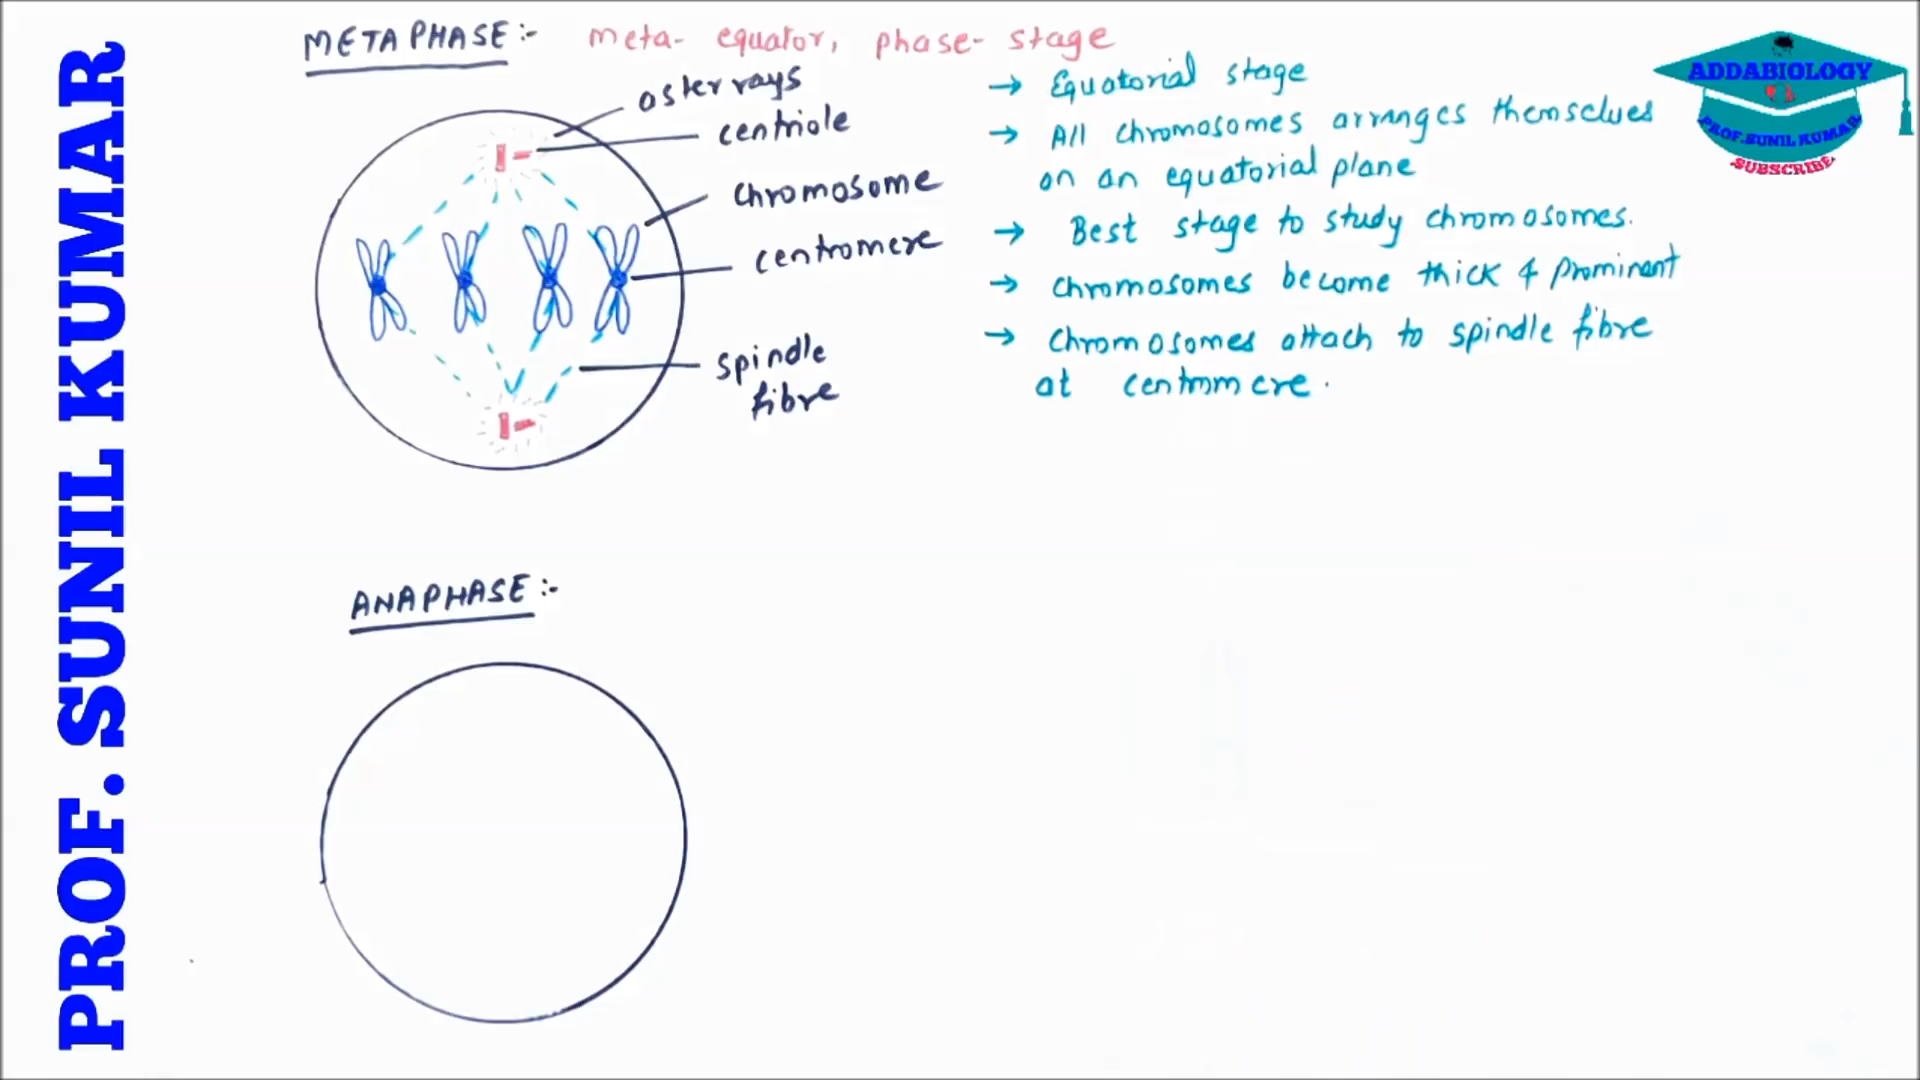 METAPHASE :- meta- equator, phase- stage
aster rays
centriole
chromosome
centromere
spindle
fibre
→ Equatorial stage
→ All chromosomes arranges themselves
on an equatorial plane
→ Best stage to study chromosomes.
→ chromosomes become thick & prominent
→ Chromosomes attach to spindle fibre
at centromere.
ANAPHASE :-
PROF. SUNIL KUMAR
ADDABIOLOGY
PROF.SUNIL KUMAR
SUBSCRIBE